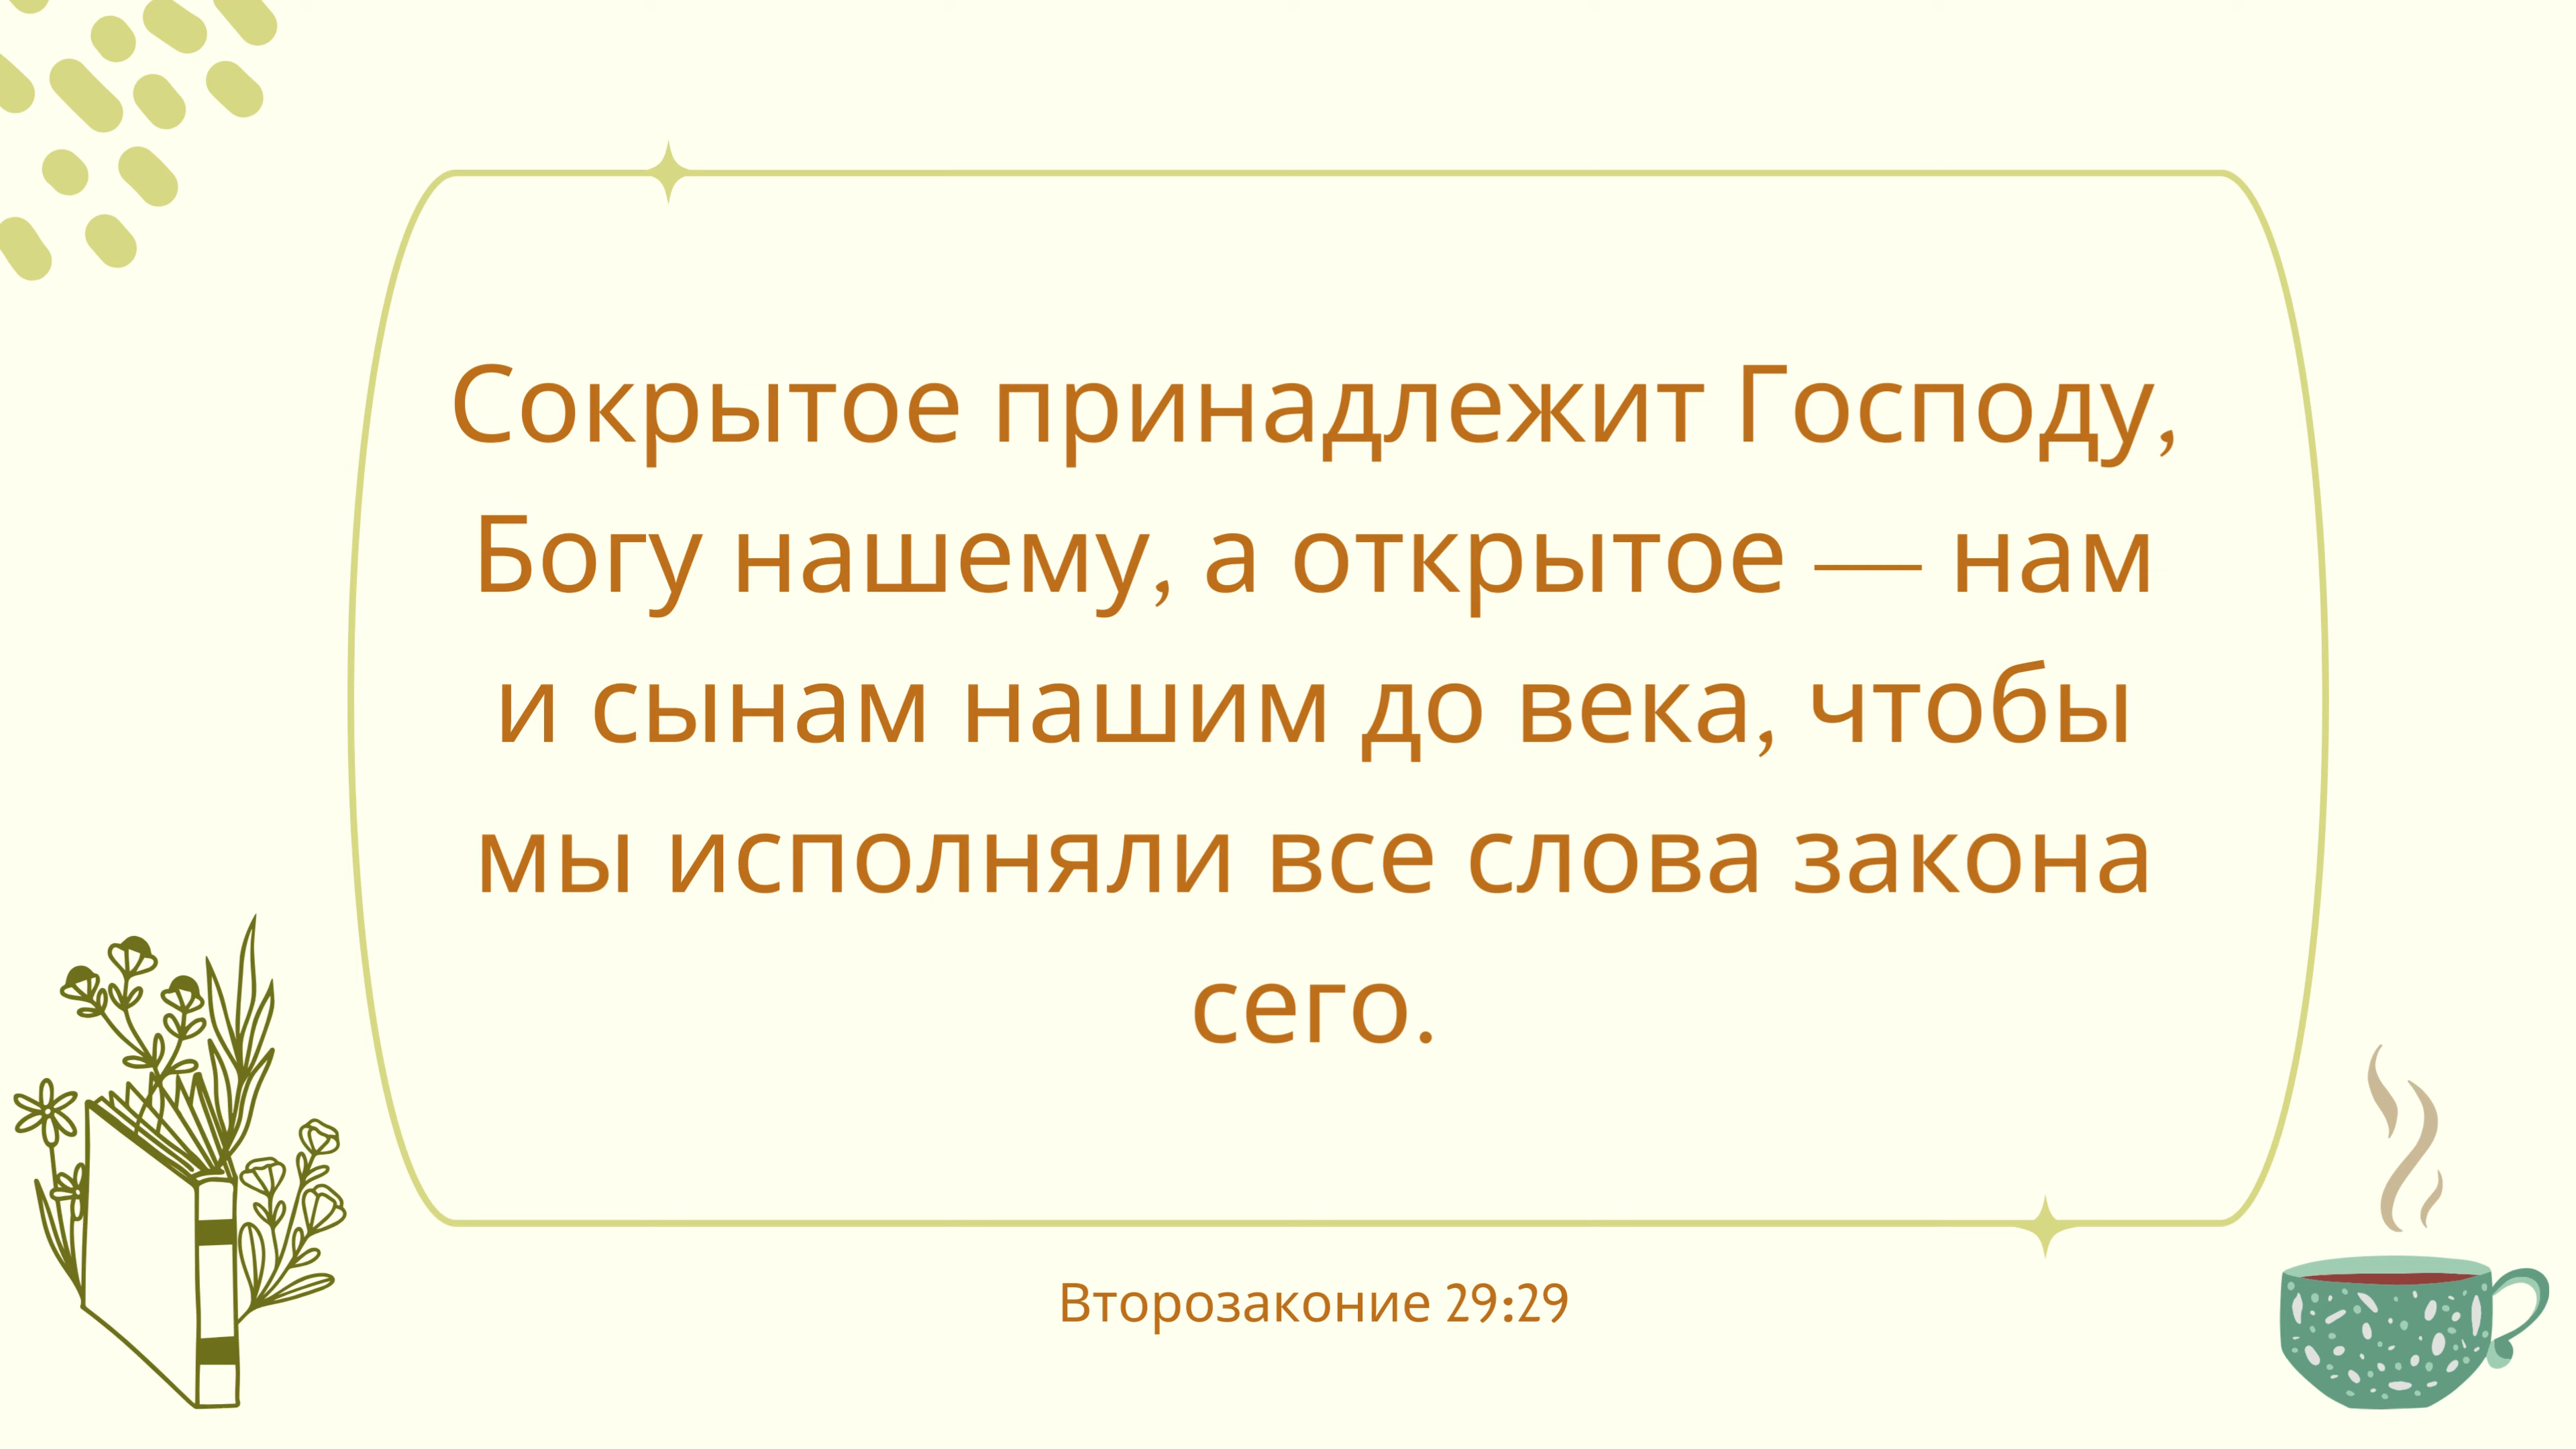 Сокрытое принадлежит Господу,
Богу нашему, а открытое — нам
и сынам нашим до века, чтобы
мы исполняли все слова закона
сего.
Второзаконие 29:29